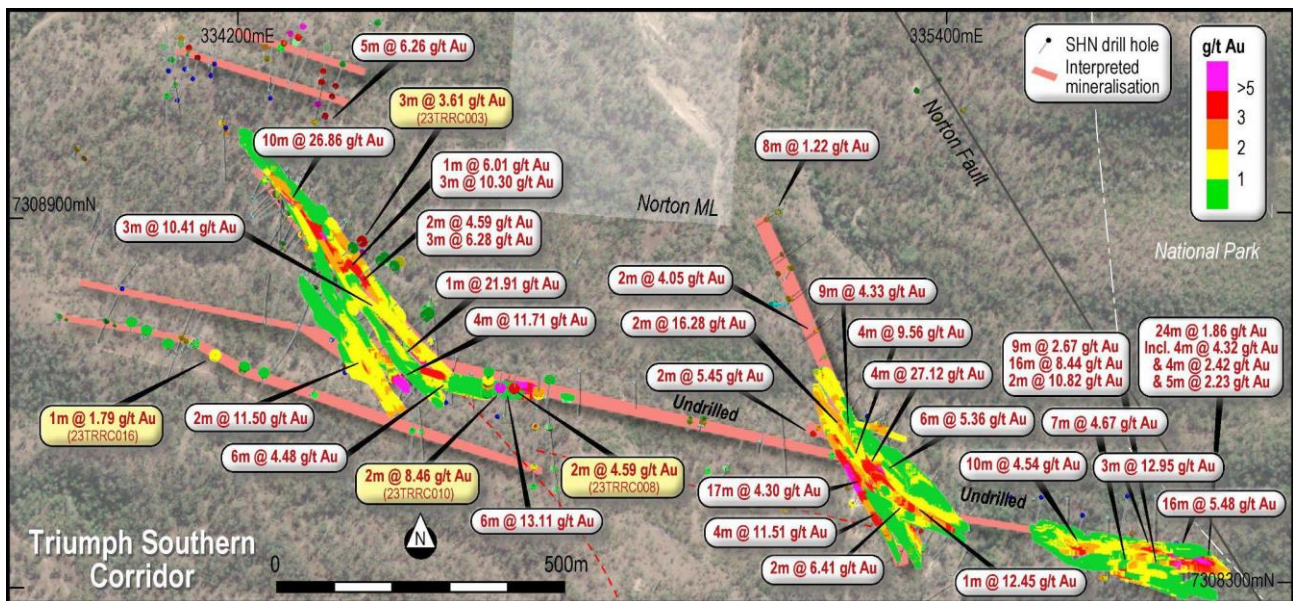 334200mE
335400mE
5m @ 6.26 g/t Au
3m @ 3.61 g/t Au
(23TRRC003)
10m @ 26.86 g/t Au
1m @ 6.01 g/t Au
3m @ 10.30 g/t Au
2m @ 4.59 g/t Au
3m @ 6.28 g/t Au
3m @ 10.41 g/t Au
7308900mN
1m @ 21.91 g/t Au
4m @ 11.71 g/t Au
1m @ 1.79 g/t Au
(23TRRC016)
2m @ 11.50 g/t Au
6m @ 4.48 g/t Au
2m @ 8.46 g/t Au
(23TRRC010)
6m @ 13.11 g/t Au
2m @ 4.59 g/t Au
(23TRRC008)
Norton ML
8m @ 1.22 g/t Au
2m @ 4.05 g/t Au
9m @ 4.33 g/t Au
2m @ 16.28 g/t Au
4m @ 9.56 g/t Au
2m @ 5.45 g/t Au
4m @ 27.12 g/t Au
Undrilled
6m @ 5.36 g/t Au
9m @ 2.67 g/t Au
16m @ 8.44 g/t Au
2m @ 10.82 g/t Au
24m @ 1.86 g/t Au
Incl. 4m @ 4.32 g/t Au
& 4m @ 2.42 g/t Au
& 5m @ 2.23 g/t Au
7m @ 4.67 g/t Au
10m @ 4.54 g/t Au
3m @ 12.95 g/t Au
16m @ 5.48 g/t Au
17m @ 4.30 g/t Au
4m @ 11.51 g/t Au
2m @ 6.41 g/t Au
1m @ 12.45 g/t Au
Undrilled
Norton Fault
National Park
SHN drill hole
Interpreted
mineralisation
g/t Au
>5
3
2
1
Triumph Southern
Corridor
N
0
500m
7308300mN